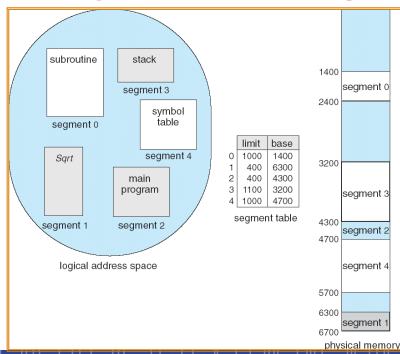 subroutine
stack
segment 3
symbol
table
segment 0
segment 4
Sqrt
main
program
segment 1
segment 2
logical address space
limit base
0 1000 1400
1 400 6300
2 400 4300
3 1100 3200
4 1000 4700
segment table
1400
segment 0
2400
3200
segment 3
4300
segment 2
4700
segment 4
5700
6300
segment 1
6700
physical memory